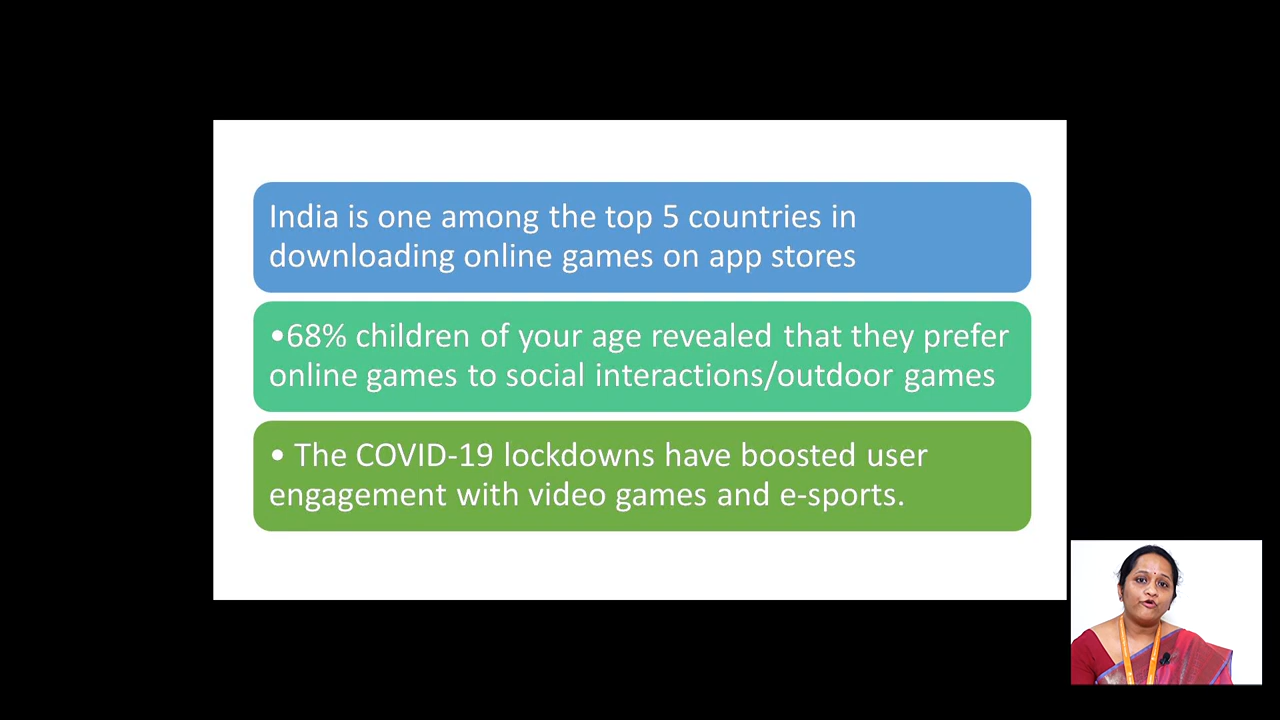 India is one among the top 5 countries in
downloading online games on app stores
•68% children of your age revealed that they prefer
online games to social interactions/outdoor games
• The COVID-19 lockdowns have boosted user
engagement with video games and e-sports.